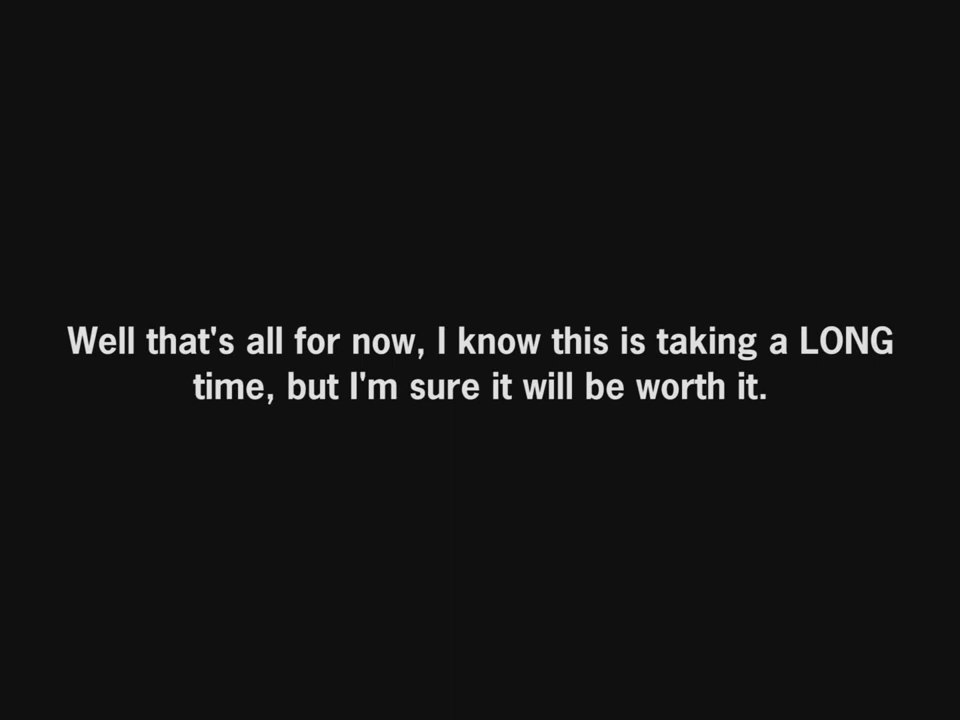 Well that's all for now, I know this is taking a LONG
time, but I'm sure it will be worth it.